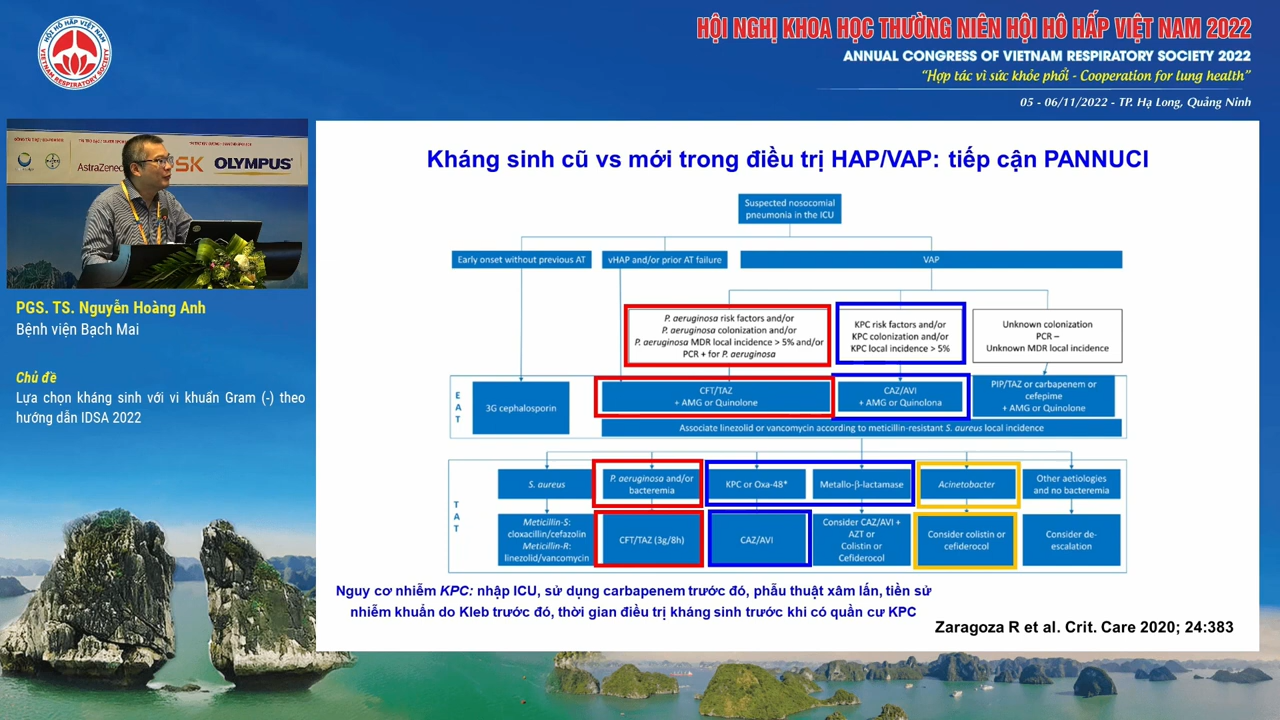 HỘI HÔ HẤP VIỆT NAM
VIETNAM RESPIRATORY SOCIETY
HỘI NGHỊ KHOA HỌC THƯỜNG NIÊN HỘI HÔ HẤP VIỆT NAM 2022
ANNUAL CONGRESS OF VIETNAM RESPIRATORY SOCIETY 2022
“Hợp tác vì sức khỏe phổi - Cooperation for lung health”
05 - 06/11/2022 - TP. Hạ Long, Quảng Ninh
AstraZenec
SK
OLYMPUS
PGS. TS. Nguyễn Hoàng Anh
Bệnh viện Bạch Mai
Chủ đề
Lựa chọn kháng sinh với vi khuẩn Gram (-) theo
hướng dẫn IDSA 2022
Kháng sinh cũ vs mới trong điều trị HAP/VAP: tiếp cận PANNUCI
Suspected nosocomial
pneumonia in the ICU
Early onset without previous AT
vHAP and/or prior AT failure
VAP
P. aeruginosa risk factors and/or
P. aeruginosa colonization and/or
P. aeruginosa MDR local incidence > 5% and/or
PCR + for P. aeruginosa
KPC risk factors and/or
KPC colonization and/or
KPC local incidence > 5%
Unknown colonization
PCR –
Unknown MDR local incidence
EAT
3G cephalosporin
CFT/TAZ
+ AMG or Quinolone
CAZ/AVI
+ AMG or Quinolona
PIP/TAZ or carbapenem or
cefepime
+ AMG or Quinolone
Associate linezolid or vancomycin according to meticillin-resistant S. aureus local incidence
TAT
S. aureus
P. aeruginosa and/or
bacteremia
KPC or Oxa-48*
Metallo-β-lactamase
Acinetobacter
Other aetiologies
and no bacteremia
Meticillin-S:
cloxacillin/cefazolin
Meticillin-R:
linezolid/vancomycin
CFT/TAZ (3g/8h)
CAZ/AVI
Consider CAZ/AVI +
AZT or
Colistin or
Cefiderocol
Consider colistin or
cefiderocol
Consider de-
escalation
Nguy cơ nhiễm KPC: nhập ICU, sử dụng carbapenem trước đó, phẫu thuật xâm lấn, tiền sử
nhiễm khuẩn do Kleb trước đó, thời gian điều trị kháng sinh trước khi có quần cư KPC
Zaragoza R et al. Crit. Care 2020; 24:383